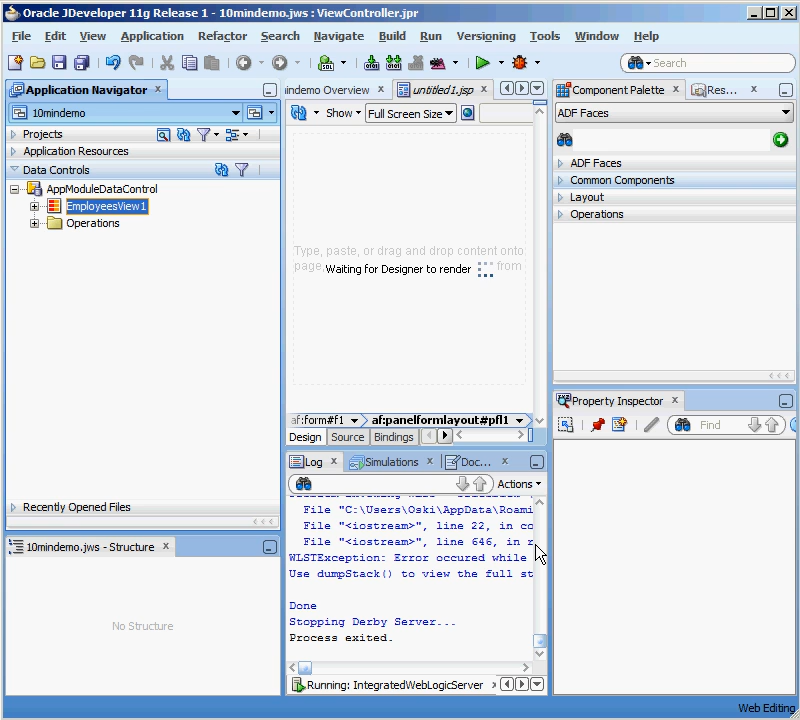 Oracle JDeveloper 11g Release 1 - 10mindemo.jws : ViewController.jpr
File Edit View Application Refactor Search Navigate Build Run Versioning Tools Window Help
Search
Application Navigator
10mindemo
Projects
Application Resources
Data Controls
AppModuleDataControl
EmployeesView1
Operations
Recently Opened Files
10mindemo.jws - Structure
No Structure
indemo Overview untitled1.jsp
Show Full Screen Size
Type, paste, or drag and drop content onto
page, from
Waiting for Designer to render
af:form#f1 af:panelformlayout#pfl1
Design Source Bindings
Log Simulations Doc...
Actions
File "C:\Users\Oski\AppData\Roami
File "<iostream>", line 22, in co
File "<iostream>", line 646, in r
WLSTException: Error occured while
Use dumpStack() to view the full st
Done
Stopping Derby Server...
Process exited.
Running: IntegratedWebLogicServer
Component Palette Res...
ADF Faces
ADF Faces
Common Components
Layout
Operations
Property Inspector
Find
Web Editing